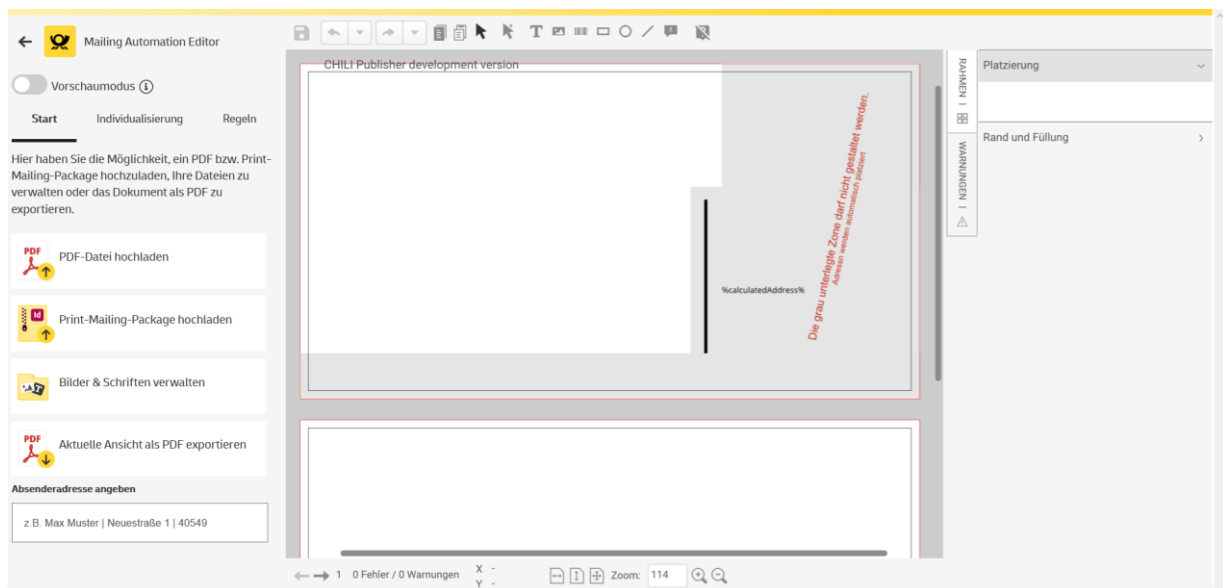 Mailing Automation Editor
Vorschaumodus
Start Individualisierung Regeln
Hier haben Sie die Möglichkeit, ein PDF bzw. Print-
Mailing-Package hochzuladen, Ihre Dateien zu
verwalten oder das Dokument als PDF zu
exportieren.
PDF
PDF-Datei hochladen
Id
Print-Mailing-Package hochladen
Bilder & Schriften verwalten
PDF
Aktuelle Ansicht als PDF exportieren
Absenderadresse angeben
z.B. Max Muster | Neuestraße 1 | 40549
T
CHILI Publisher development version
%calculatedAddress%
Die grau unterlegte Zone darf nicht gestaltet werden.
Adressn werden automatisch platziert
1 0 Fehler / 0 Warnungen X - Y - Zoom: 114
RAHMEN
WARNUNGEN
Platzierung
Rand und Füllung